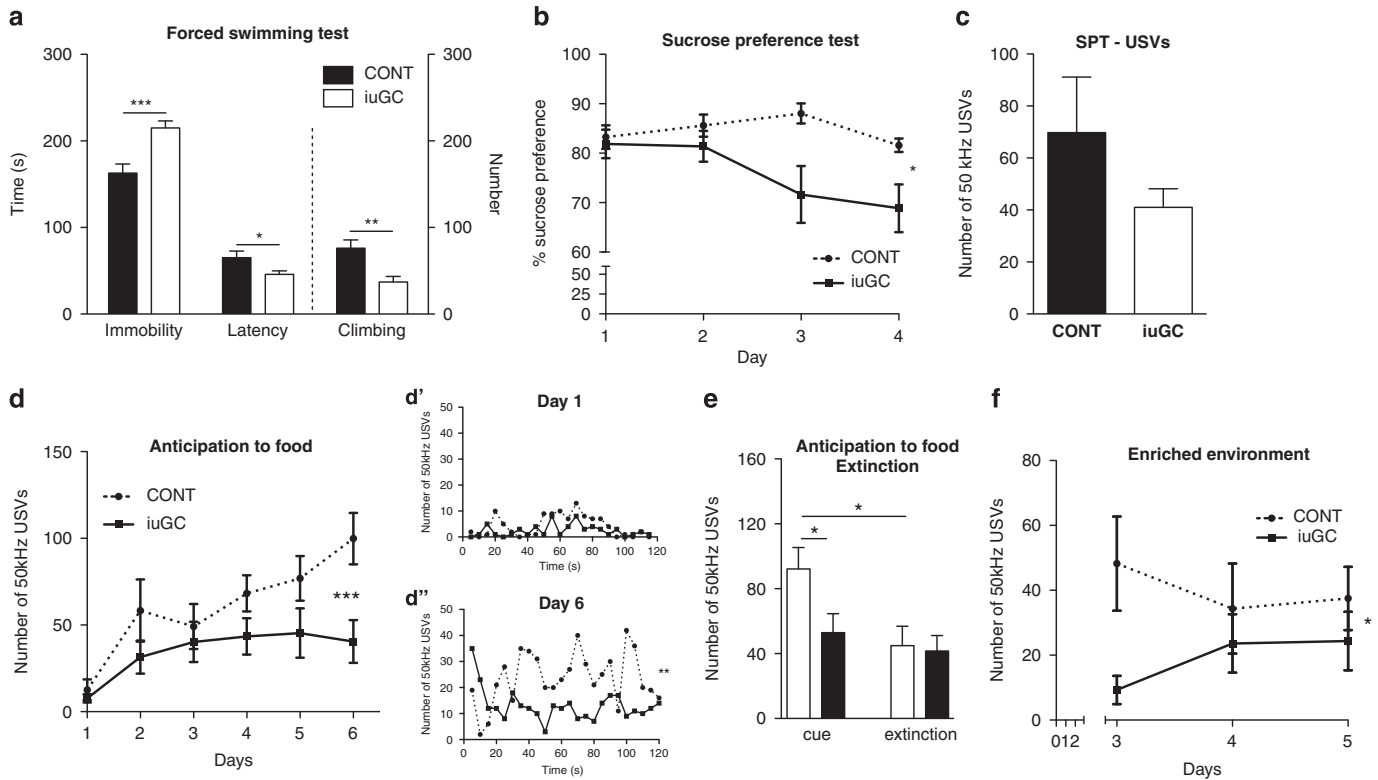 a
Forced swimming test
300
200
100
0
Time (s)
300
200
100
0
Number
CONT
iuGC
***
*
**
Immobility
Latency
Climbing
b
Sucrose preference test
100
90
80
70
60
50
25
0
% sucrose preference
*
CONT
iuGC
1
2
3
4
Day
c
SPT - USVs
100
80
60
40
20
0
Number of 50 kHz USVs
CONT
iuGC
d
Anticipation to food
150
100
50
0
Number of 50kHz USVs
CONT
iuGC
***
1
2
3
4
5
6
Days
d'
Day 1
50
40
30
20
10
0
Number of 50kHz USVs
0
20
40
60
80
100
120
Time (s)
d"
Day 6
50
40
30
20
10
0
Number of 50kHz USVs
**
0
20
40
60
80
100
120
Time (s)
e
Anticipation to food
Extinction
160
120
80
40
0
Number of 50kHz USVs
*
*
cue
extinction
f
Enriched environment
80
60
40
20
0
Number of 50kHz USVs
CONT
iuGC
*
012
3
4
5
Days